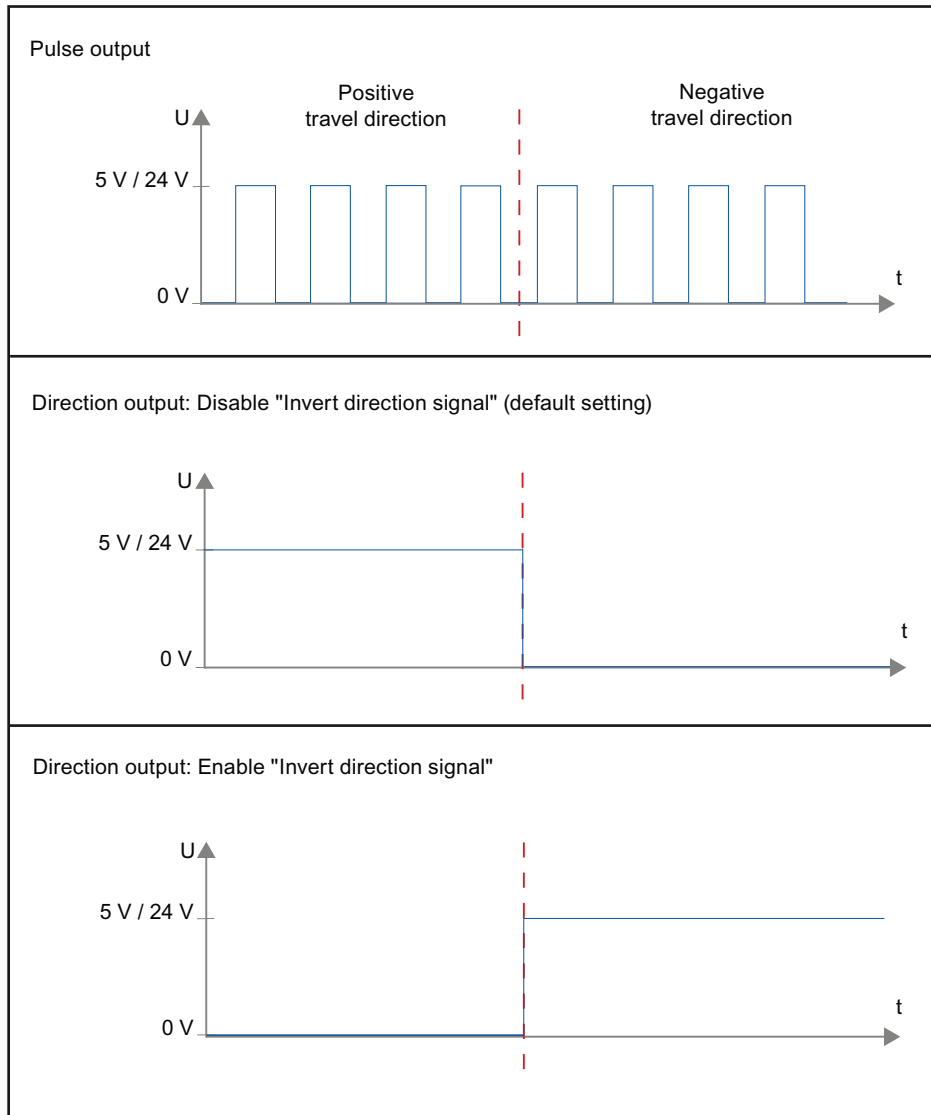 Pulse output
Positive
travel direction
Negative
travel direction
U
5 V / 24 V
0 V
t
Direction output: Disable "Invert direction signal" (default setting)
U
5 V / 24 V
0 V
t
Direction output: Enable "Invert direction signal"
U
5 V / 24 V
0 V
t